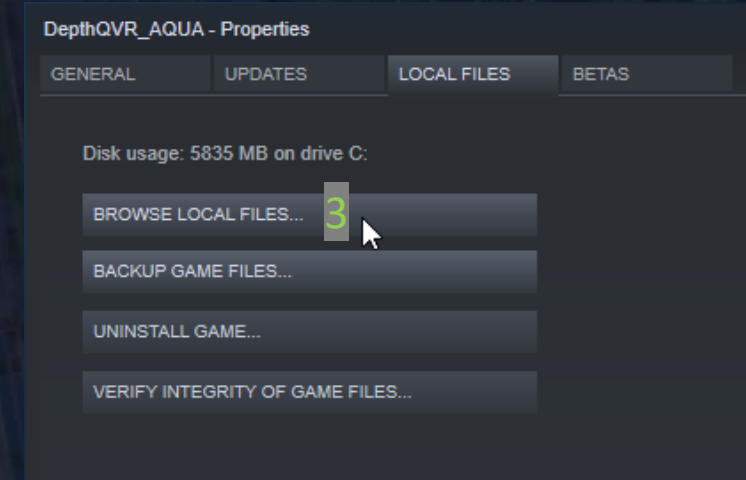 DepthQVR_AQUA - Properties
GENERAL UPDATES LOCAL FILES BETAS
Disk usage: 5835 MB on drive C:
BROWSE LOCAL FILES... 3
BACKUP GAME FILES...
UNINSTALL GAME...
VERIFY INTEGRITY OF GAME FILES...